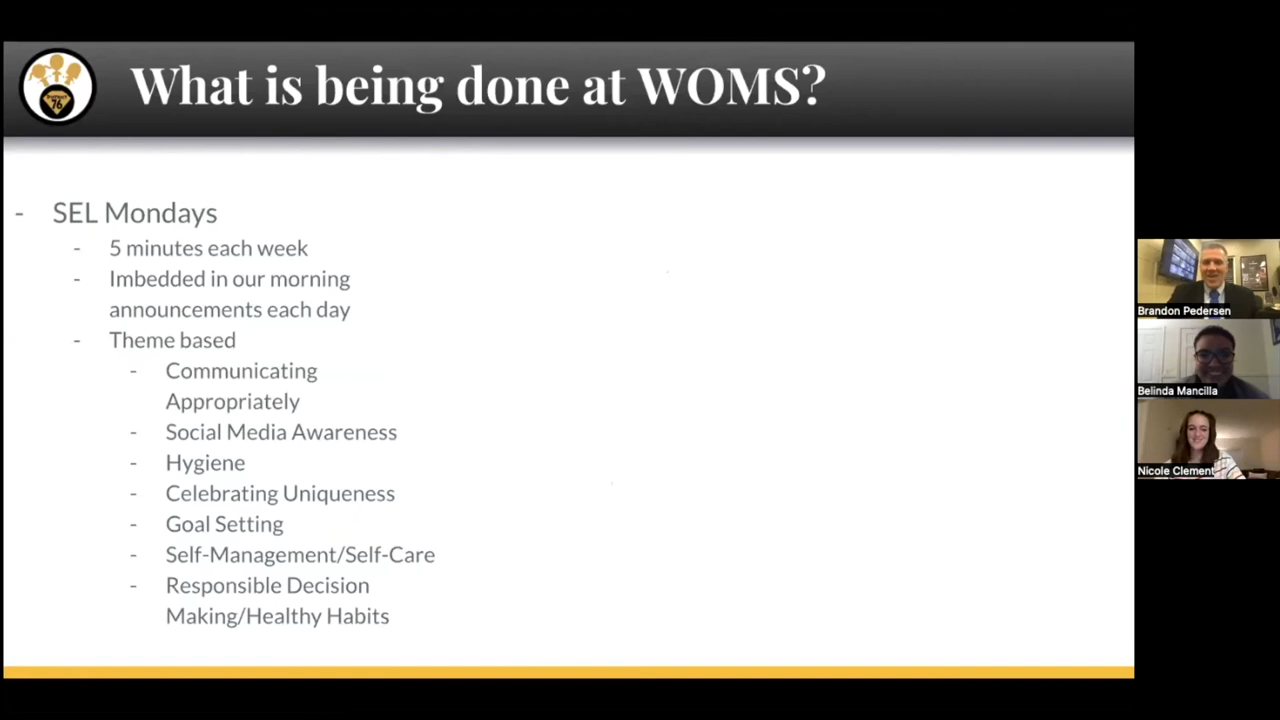 What is being done at WOMS?
DISTRICT
76
- SEL Mondays
- 5 minutes each week
- Imbedded in our morning
announcements each day
- Theme based
- Communicating
Appropriately
- Social Media Awareness
- Hygiene
- Celebrating Uniqueness
- Goal Setting
- Self-Management/Self-Care
- Responsible Decision
Making/Healthy Habits
Brandon Pedersen
Belinda Mancilla
Nicole Clement